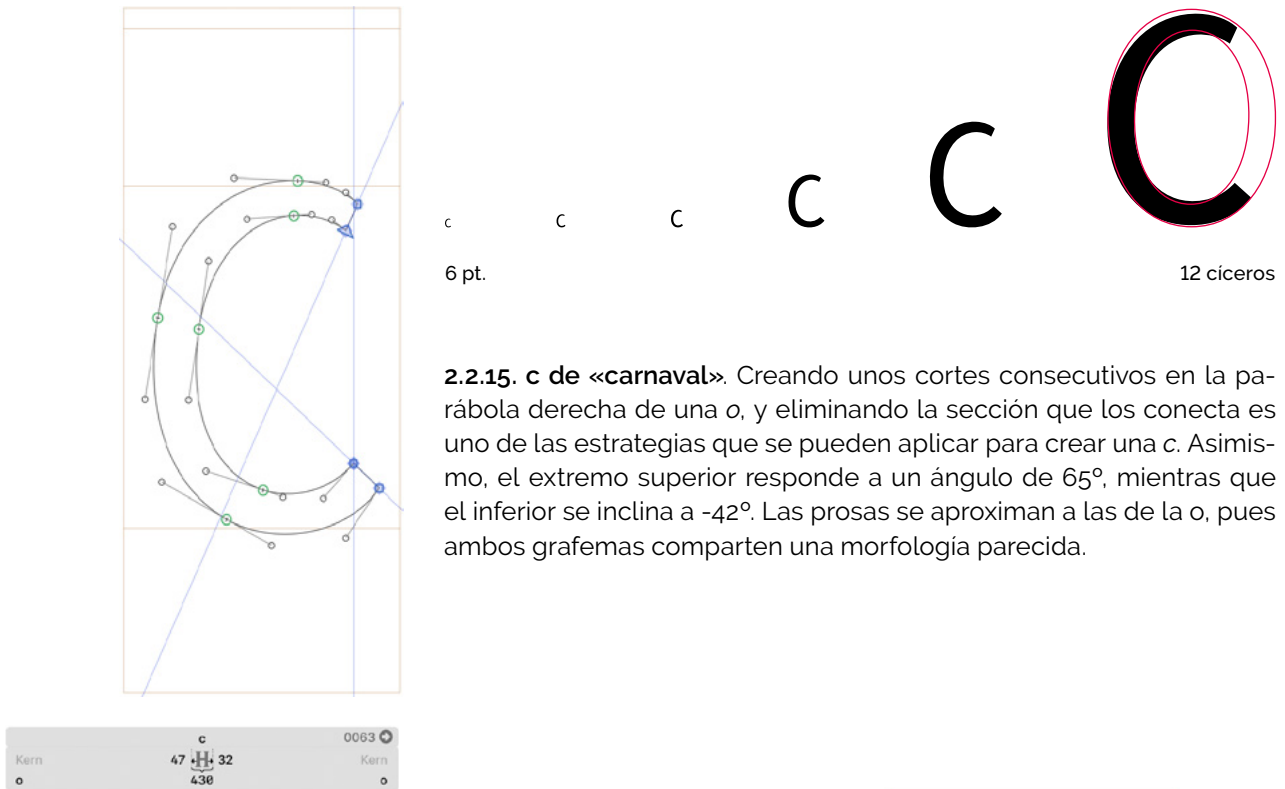 c c c c c c
6 pt. 12 cíceros
2.2.15. c de «carnaval». Creando unos cortes consecutivos en la pa-
rábola derecha de una o, y eliminando la sección que los conecta es
uno de las estrategias que se pueden aplicar para crear una c. Asimis-
mo, el extremo superior responde a un ángulo de 65º, mientras que
el inferior se inclina a -42º. Las prosas se aproximan a las de la o, pues
ambos grafemas comparten una morfología parecida.
c 0063
Kern 47 H 32 Kern
o 430 o